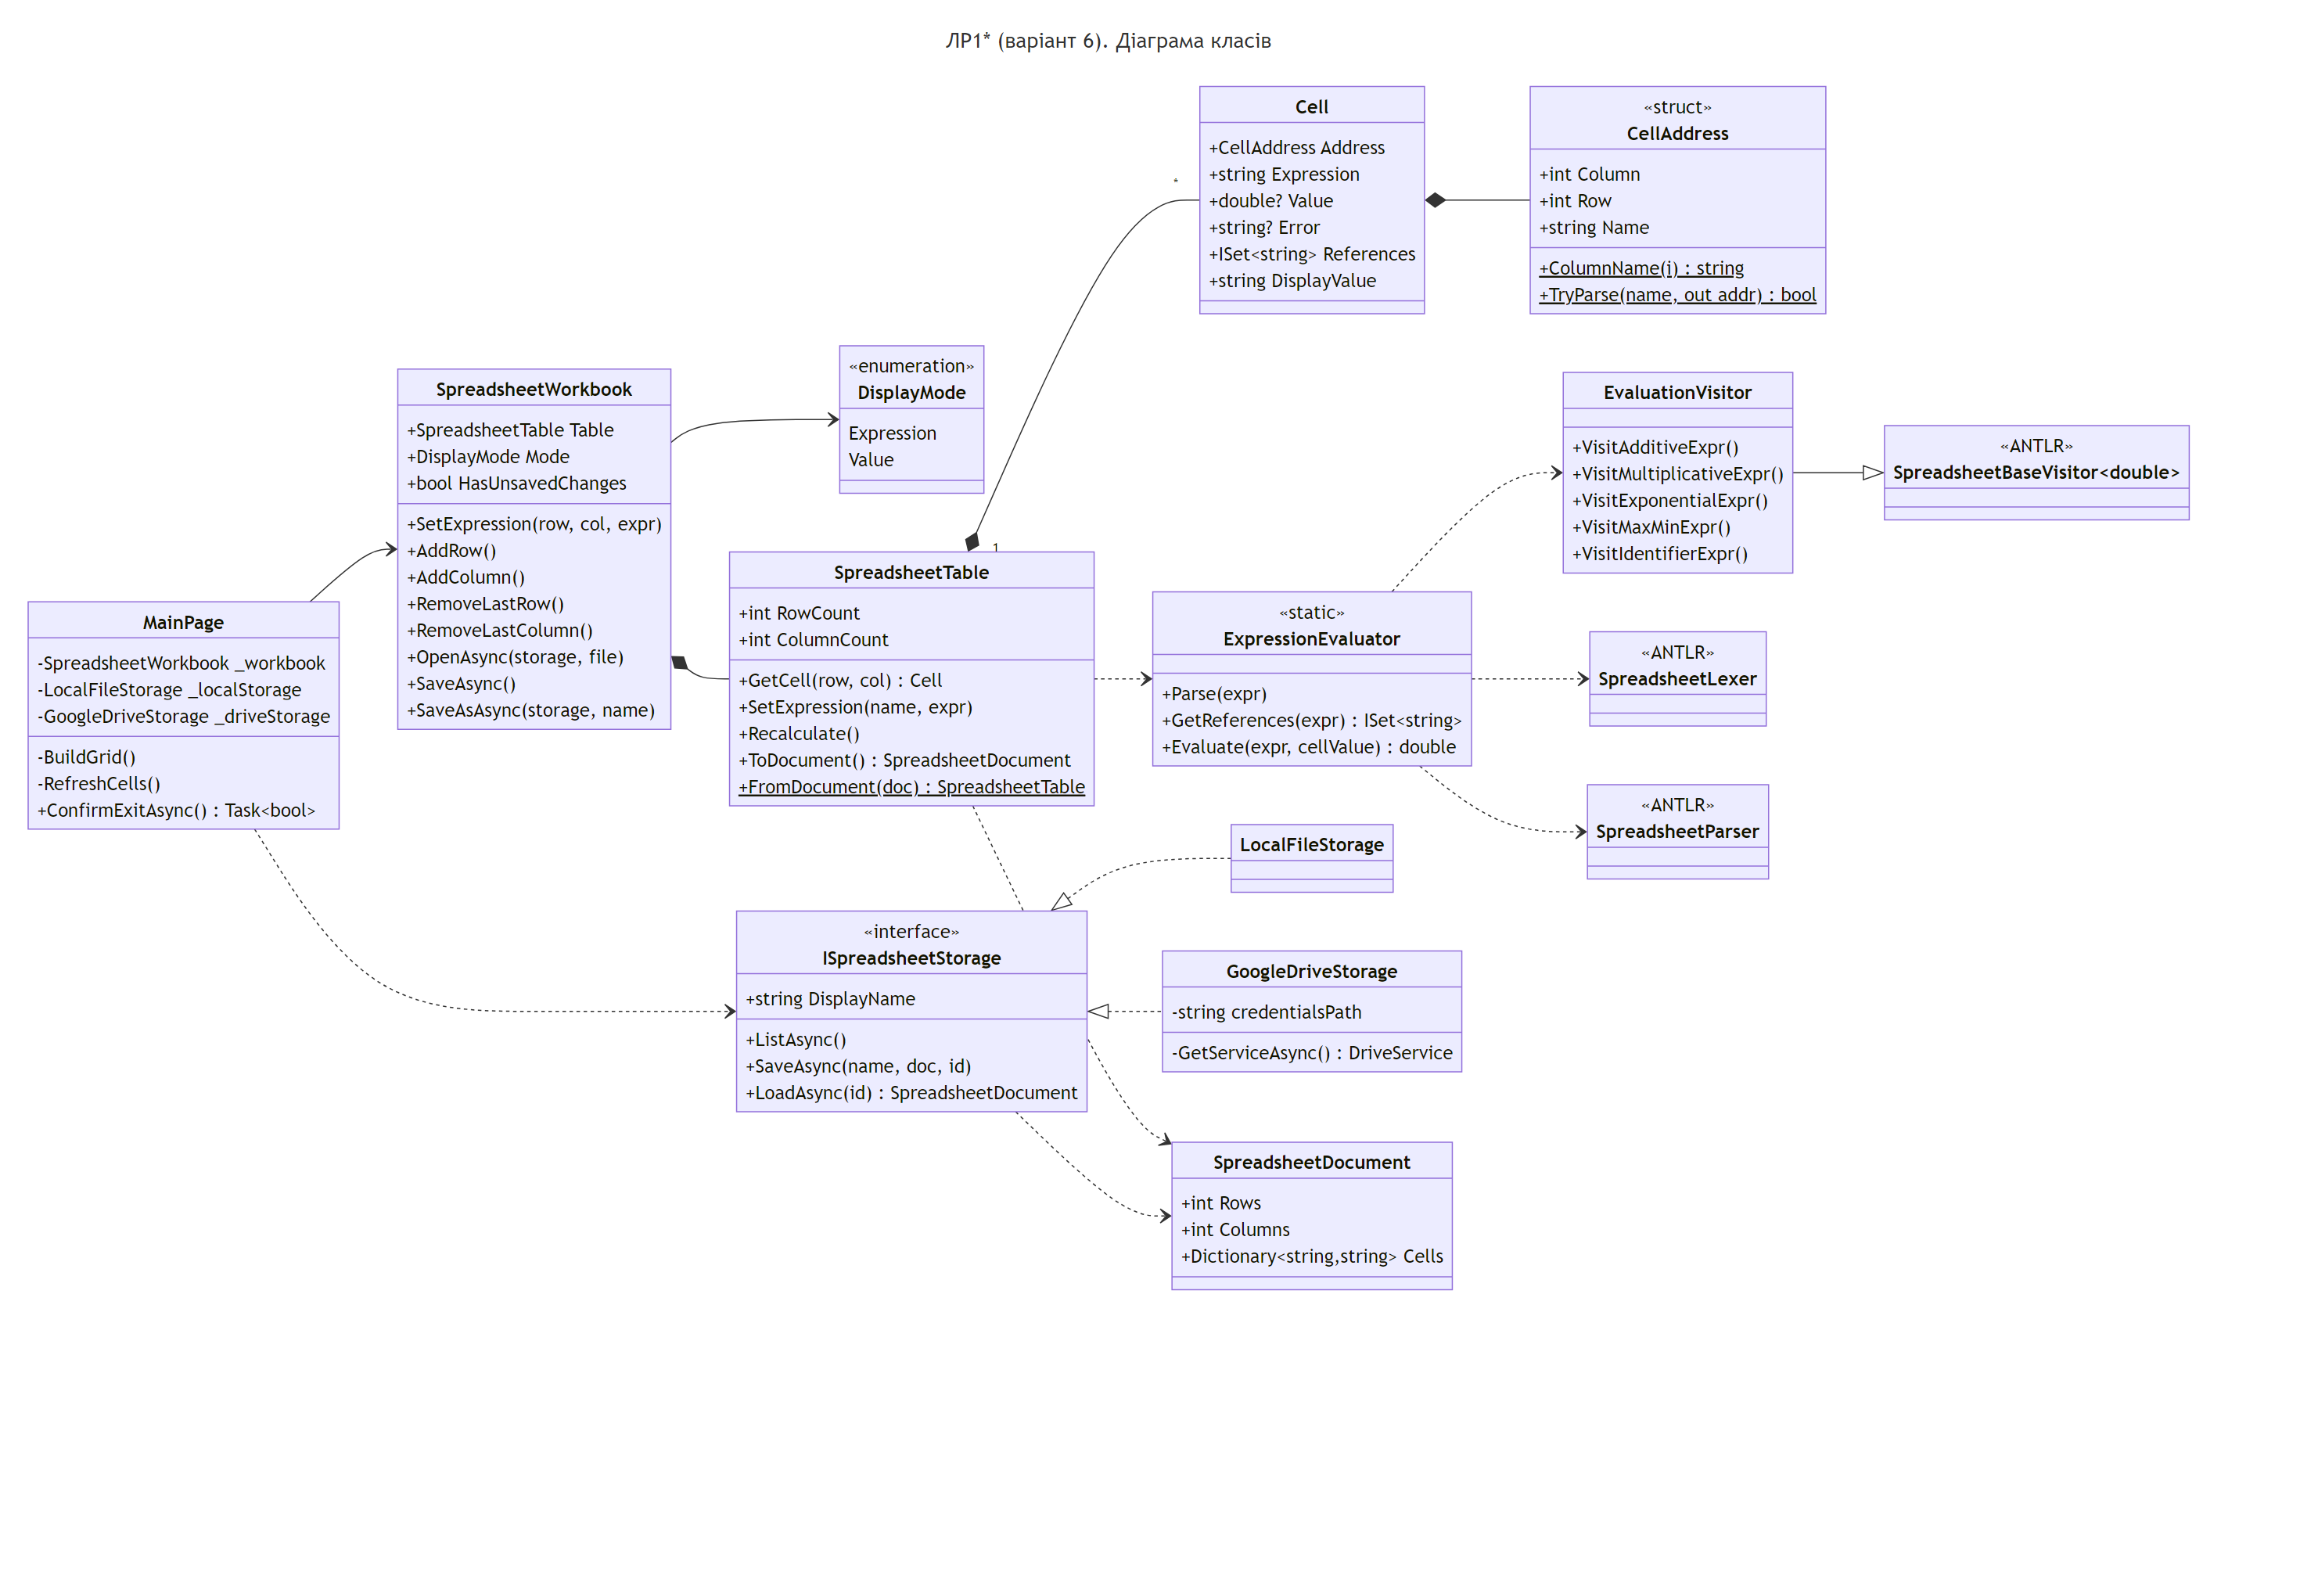 ЛР1* (варіант 6). Діаграма класів
Cell
+CellAddress Address
+string Expression
+double? Value
+string? Error
+ISet<string> References
+string DisplayValue
«struct»
CellAddress
+int Column
+int Row
+string Name
+ColumnName(i) : string
+TryParse(name, out addr) : bool
*
«enumeration»
DisplayMode
Expression
Value
SpreadsheetWorkbook
+SpreadsheetTable Table
+DisplayMode Mode
+bool HasUnsavedChanges
+SetExpression(row, col, expr)
+AddRow()
+AddColumn()
+RemoveLastRow()
+RemoveLastColumn()
+OpenAsync(storage, file)
+SaveAsync()
+SaveAsAsync(storage, name)
EvaluationVisitor
+VisitAdditiveExpr()
+VisitMultiplicativeExpr()
+VisitExponentialExpr()
+VisitMaxMinExpr()
+VisitIdentifierExpr()
«ANTLR»
SpreadsheetBaseVisitor<double>
1
SpreadsheetTable
+int RowCount
+int ColumnCount
+GetCell(row, col) : Cell
+SetExpression(name, expr)
+Recalculate()
+ToDocument() : SpreadsheetDocument
+FromDocument(doc) : SpreadsheetTable
«static»
ExpressionEvaluator
+Parse(expr)
+GetReferences(expr) : ISet<string>
+Evaluate(expr, cellValue) : double
MainPage
-SpreadsheetWorkbook _workbook
-LocalFileStorage _localStorage
-GoogleDriveStorage _driveStorage
-BuildGrid()
-RefreshCells()
+ConfirmExitAsync() : Task<bool>
«ANTLR»
SpreadsheetLexer
«ANTLR»
SpreadsheetParser
LocalFileStorage
«interface»
ISpreadsheetStorage
+string DisplayName
+ListAsync()
+SaveAsync(name, doc, id)
+LoadAsync(id) : SpreadsheetDocument
GoogleDriveStorage
-string credentialsPath
-GetServiceAsync() : DriveService
SpreadsheetDocument
+int Rows
+int Columns
+Dictionary<string,string> Cells